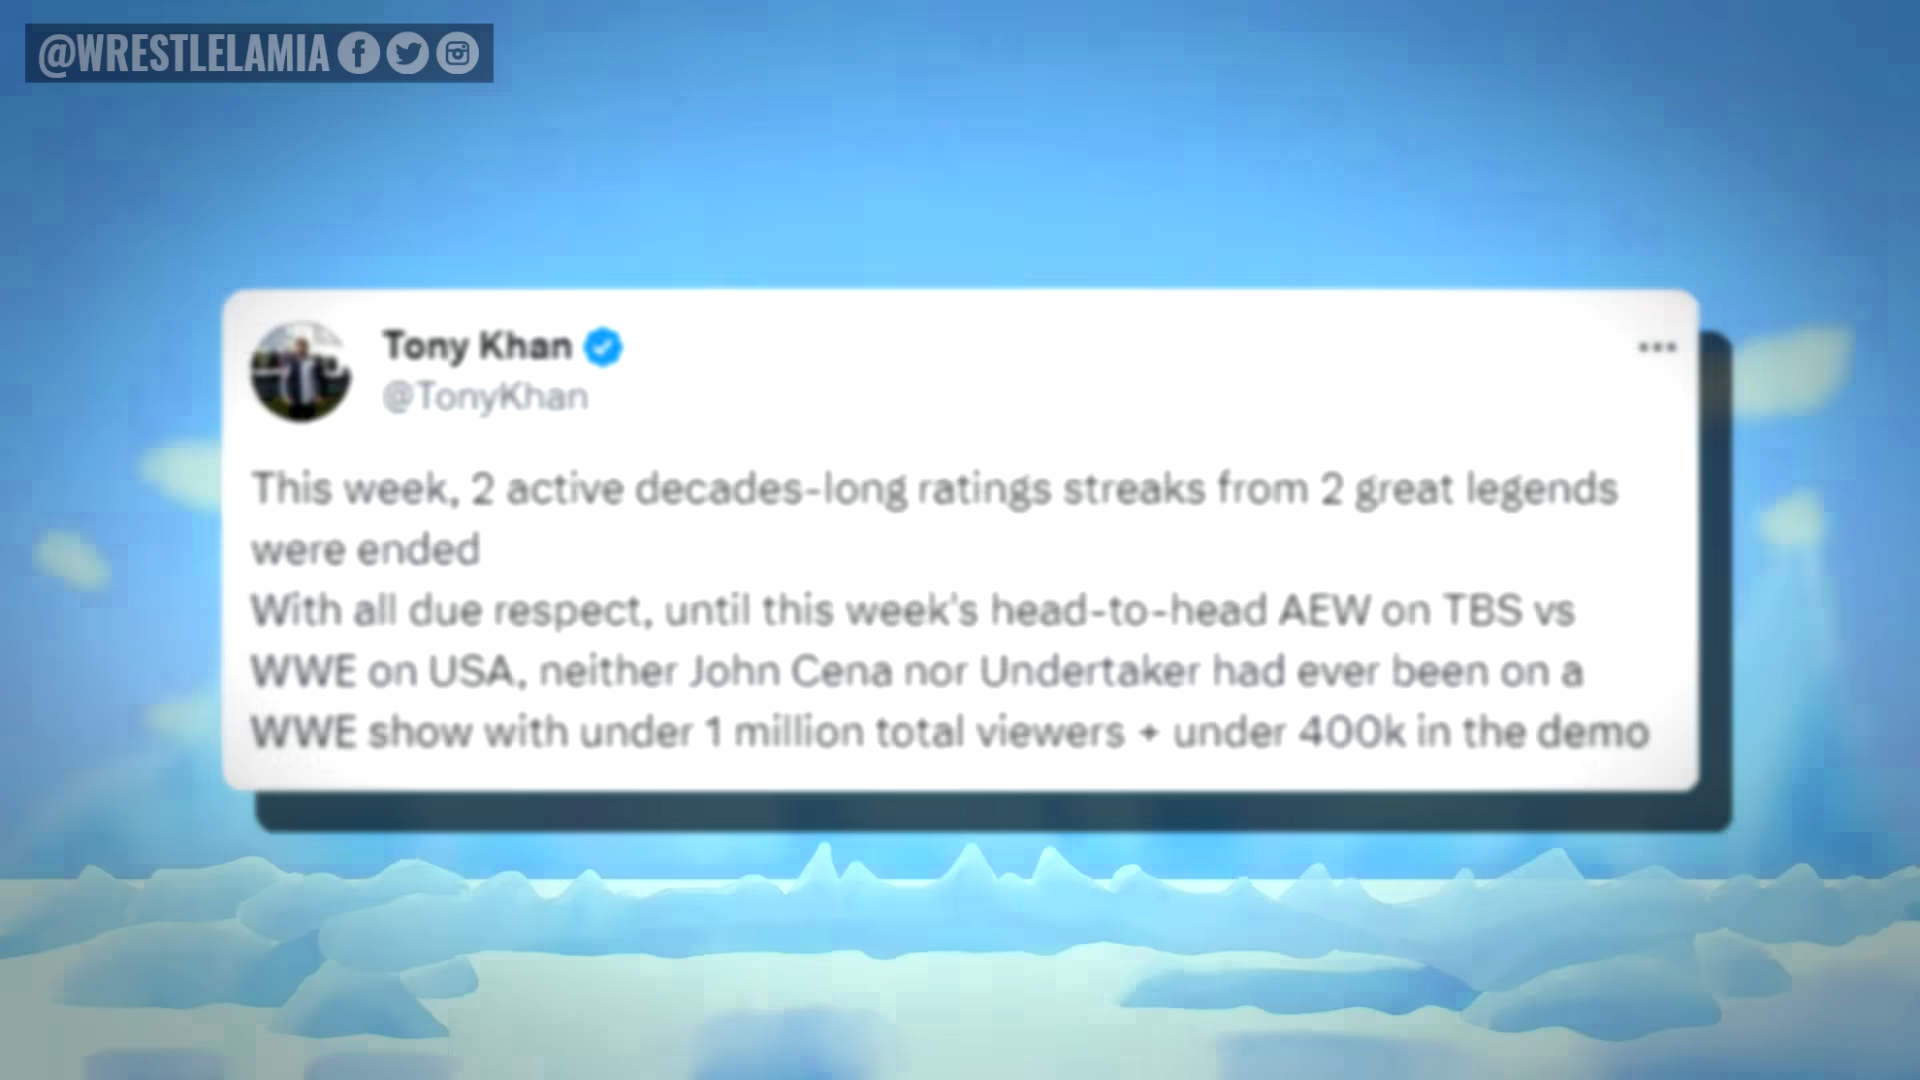 @WRESTLELAMIA
Tony Khan
@TonyKhan
This week, 2 active decades-long ratings streaks from 2 great legends
were ended
With all due respect, until this week's head-to-head AEW on TBS vs
WWE on USA, neither John Cena nor Undertaker had ever been on a
WWE show with under 1 million total viewers + under 400k in the demo